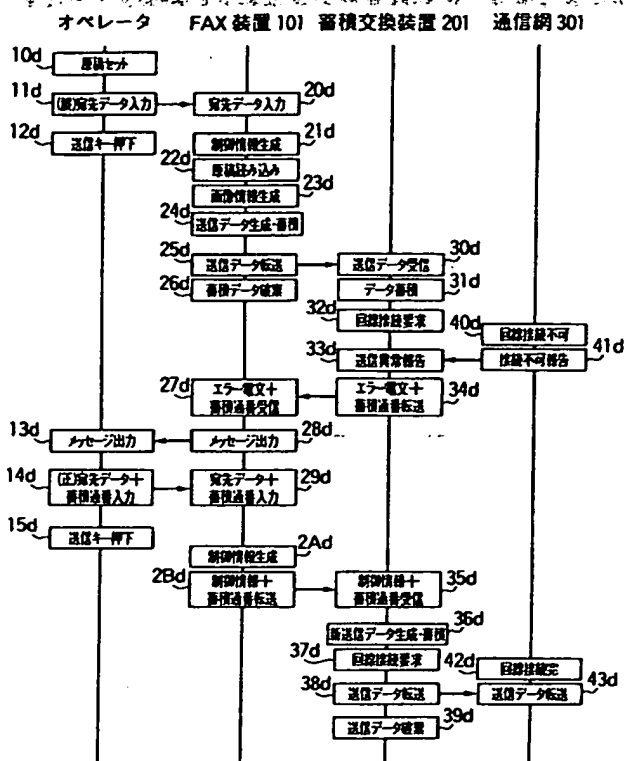 オペレータ FAX装置101 蓄積交換装置201 通信網301
10d 原稿セット
11d (誤)宛先データ入力 宛先データ入力 20d
12d 送信キー押下 制御情報生成 21d
22d 原稿読み込み
画像情報生成 23d
24d 送信データ生成・蓄積
25d 送信データ転送 送信データ受信 30d
26d 蓄積データ破棄 データ蓄積 31d
32d 回線接続要求 40d 回線接続不可
33d 送信異常報告 接続不可報告 41d
27d エラー電文+ エラー電文+ 34d
蓄積通番受信 蓄積通番転送
13d メッセージ出力 メッセージ出力 28d
14d (正)宛先データ+ 宛先データ+ 29d
蓄積通番入力 蓄積通番入力
15d 送信キー押下
制御情報生成 2Ad
2Bd 制御情報+ 制御情報+ 35d
蓄積通番転送 蓄積通番受信
新送信データ生成・蓄積 36d
37d 回線接続要求 42d 回線接続完
38d 送信データ転送 送信データ転送 43d
送信データ破棄 39d